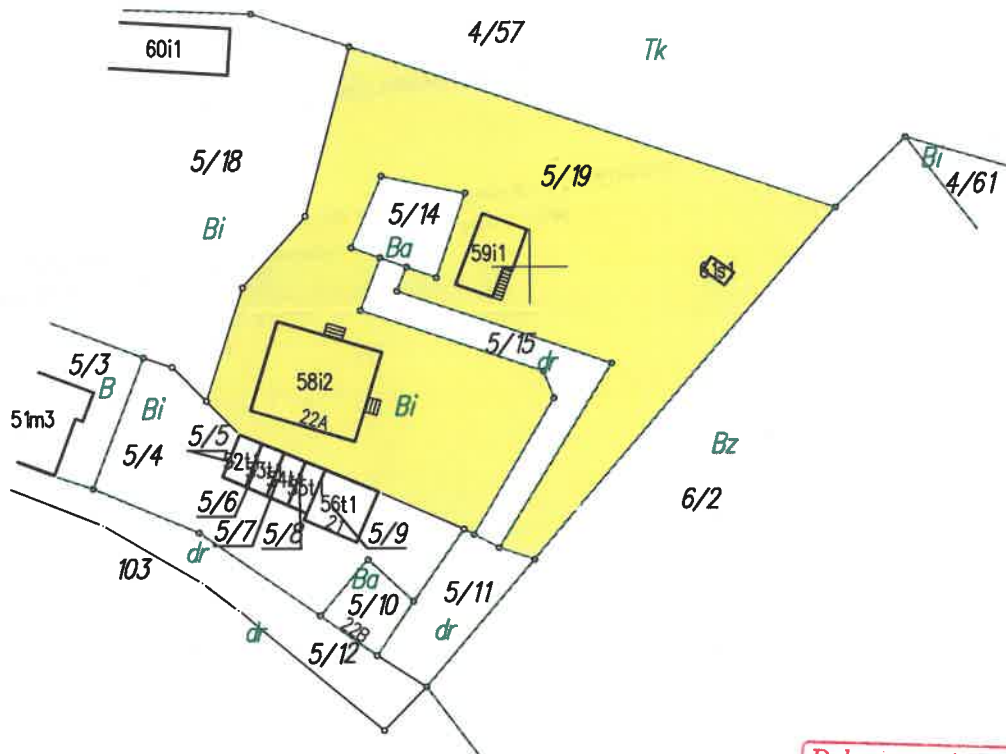 4/57
Tk
60i1
5/18
5/19
Bi
4/61
5/14
Bi
Ba
59i1
5/15
dr
5/3
B
Bi
58i2
22A
Bi
51m3
5/4
5/5
Bz
6/2
53t
55t
56t1
21
5/6
5/7
5/8
5/9
dr
103
Ba
5/10
22B
5/11
dr
dr
5/12